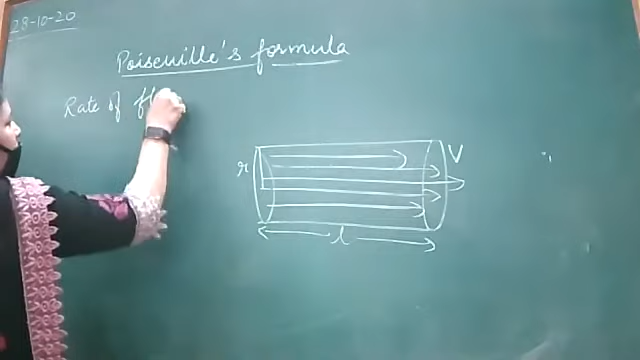 28-10-20
Poiseuille's formula
Rate of fl
r
V
l